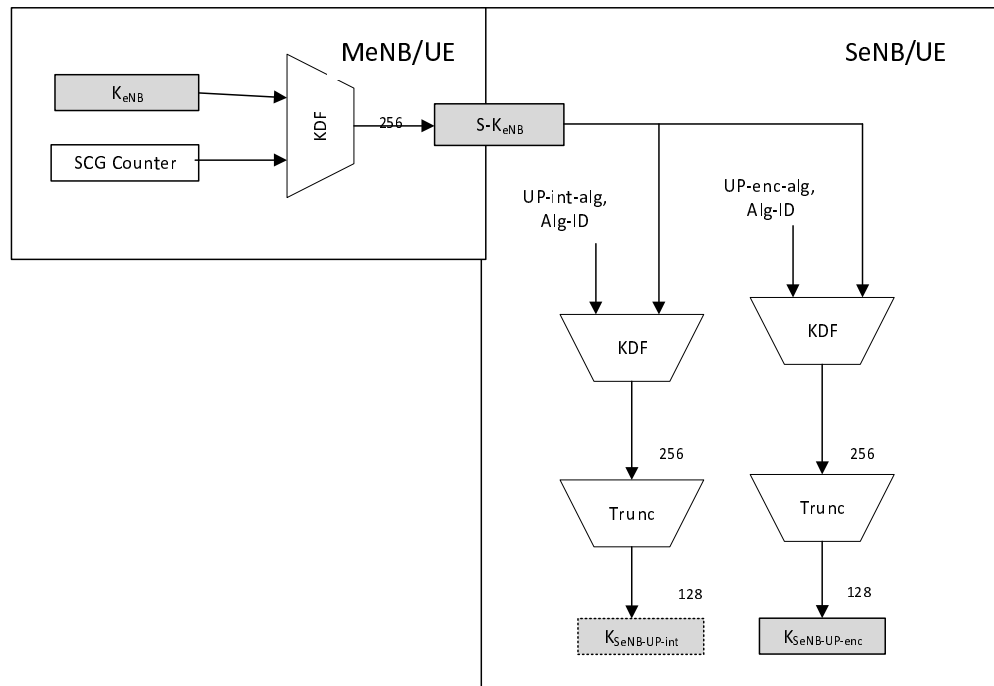 MeNB/UE
SeNB/UE
KeNB
KDF
256
S-KeNB
SCG Counter
UP-int-alg,
Alg-ID
UP-enc-alg,
Alg-ID
KDF
KDF
256
256
Trunc
Trunc
128
128
KSeNB-UP-int
KSeNB-UP-enc